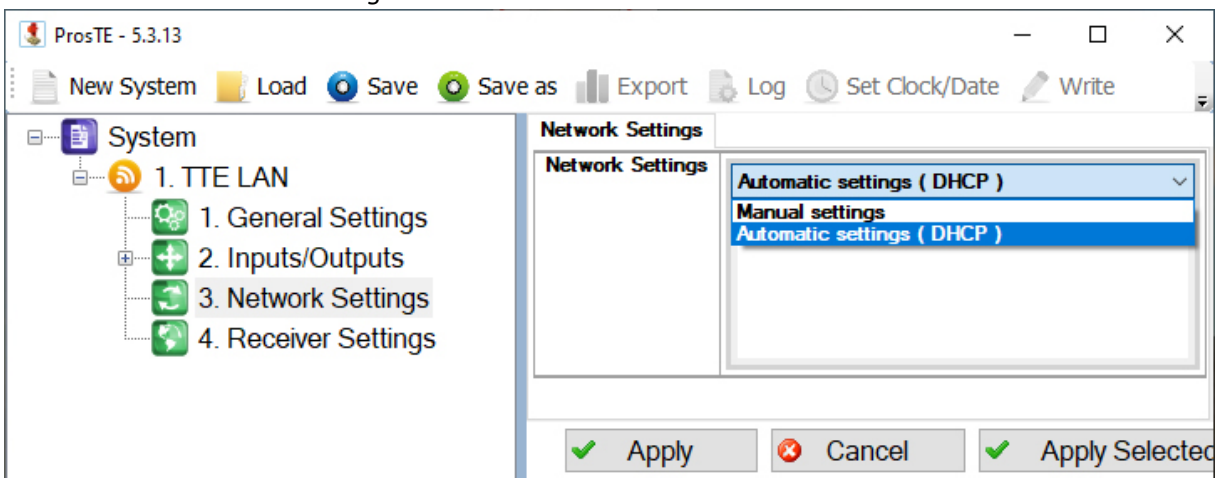 ProsTE - 5.3.13
New System Load Save Save as Export Log Set Clock/Date Write
System
1. TTE LAN
1. General Settings
2. Inputs/Outputs
3. Network Settings
4. Receiver Settings
Network Settings
Network Settings
Automatic settings ( DHCP )
Manual settings
Automatic settings ( DHCP )
Apply Cancel Apply Selected